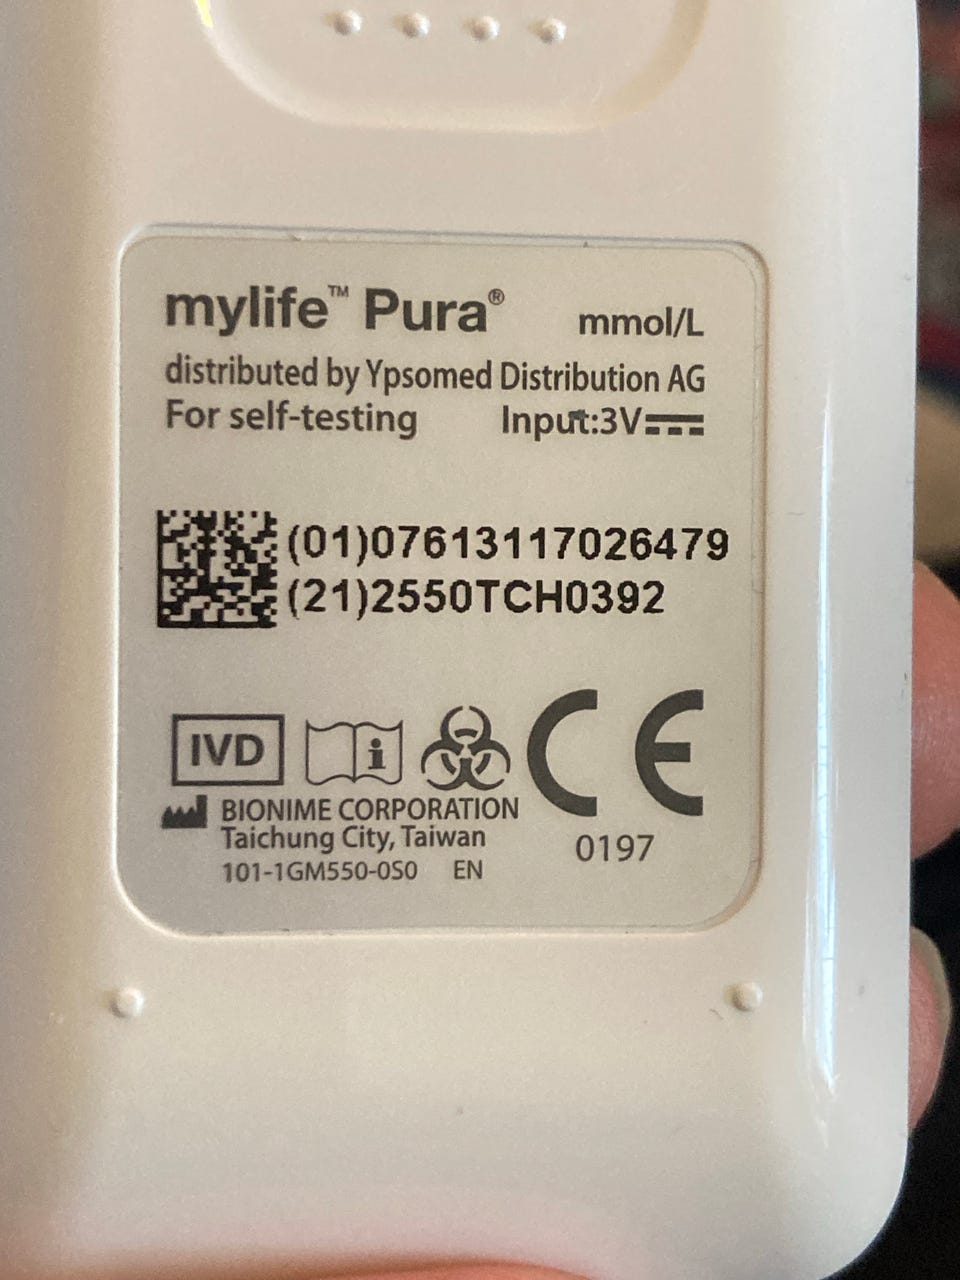 mylife™ Pura® mmol/L
distributed by Ypsomed Distribution AG
For self-testing Input:3V⎓
(01)07613117026479
(21)2550TCH0392
IVD i CE
BIONIME CORPORATION
Taichung City, Taiwan 0197
101-1GM550-0S0 EN